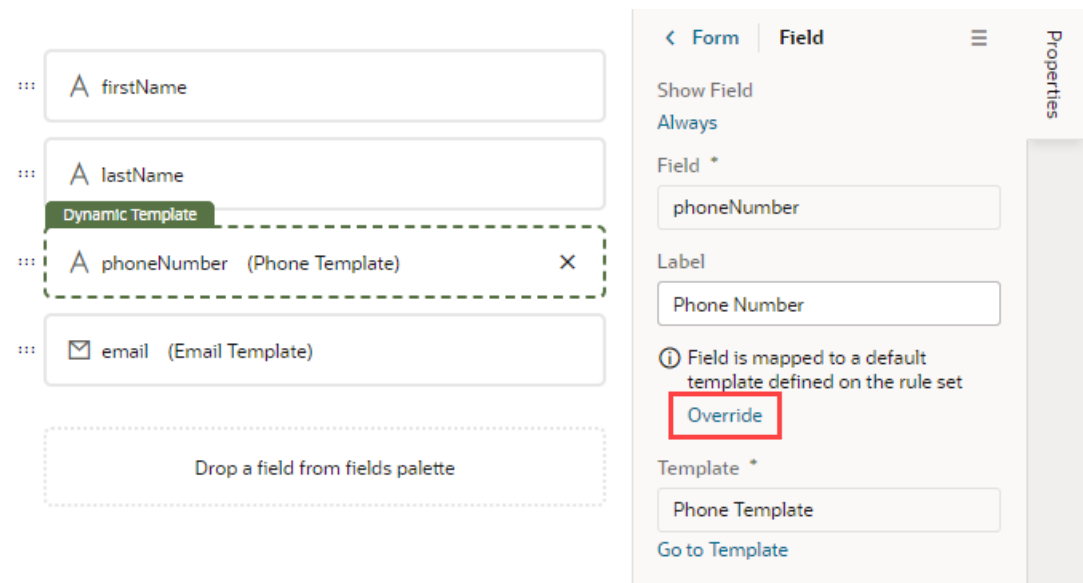 firstName
lastName
Dynamic Template
phoneNumber (Phone Template)
email (Email Template)
Drop a field from fields palette
Form
Field
Show Field
Always
Field *
phoneNumber
Label
Phone Number
Field is mapped to a default
template defined on the rule set
Override
Template *
Phone Template
Go to Template
Properties